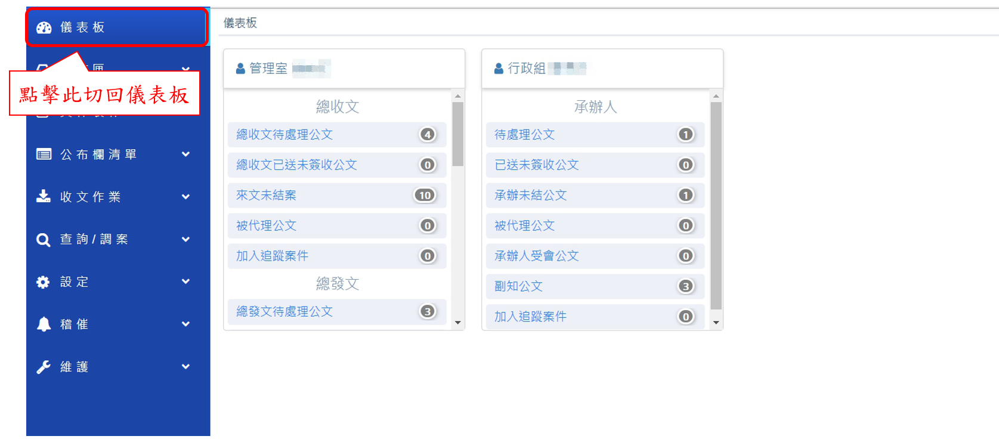 儀表板
匣
點擊此切回儀表板
公布欄清單
收文作業
查詢/調案
設定
稽催
維護
儀表板
管理室
總收文
總收文待處理公文 4
總收文已送未簽收公文 0
來文未結案 10
被代理公文 0
加入追蹤案件 0
總發文
總發文待處理公文 3
行政組
承辦人
待處理公文 1
已送未簽收公文 0
承辦未結公文 1
被代理公文 0
承辦人受會公文 0
副知公文 3
加入追蹤案件 0